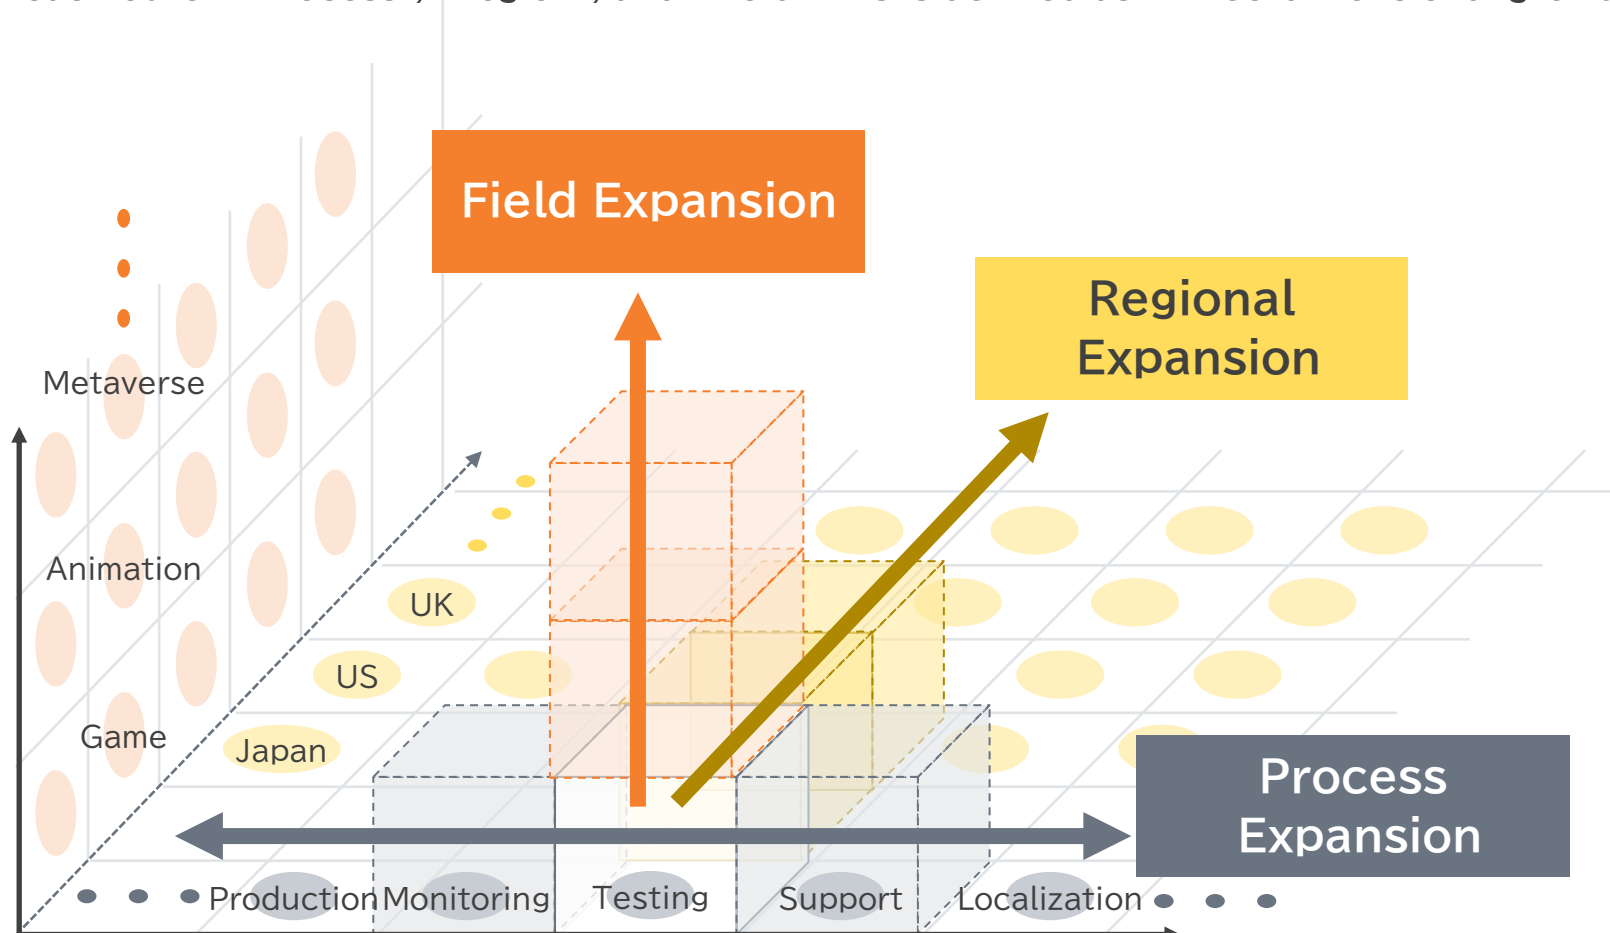 Field Expansion
Regional
Expansion
Metaverse
Animation
UK
US
Game
Japan
Process
Expansion
Production Monitoring Testing Support Localization